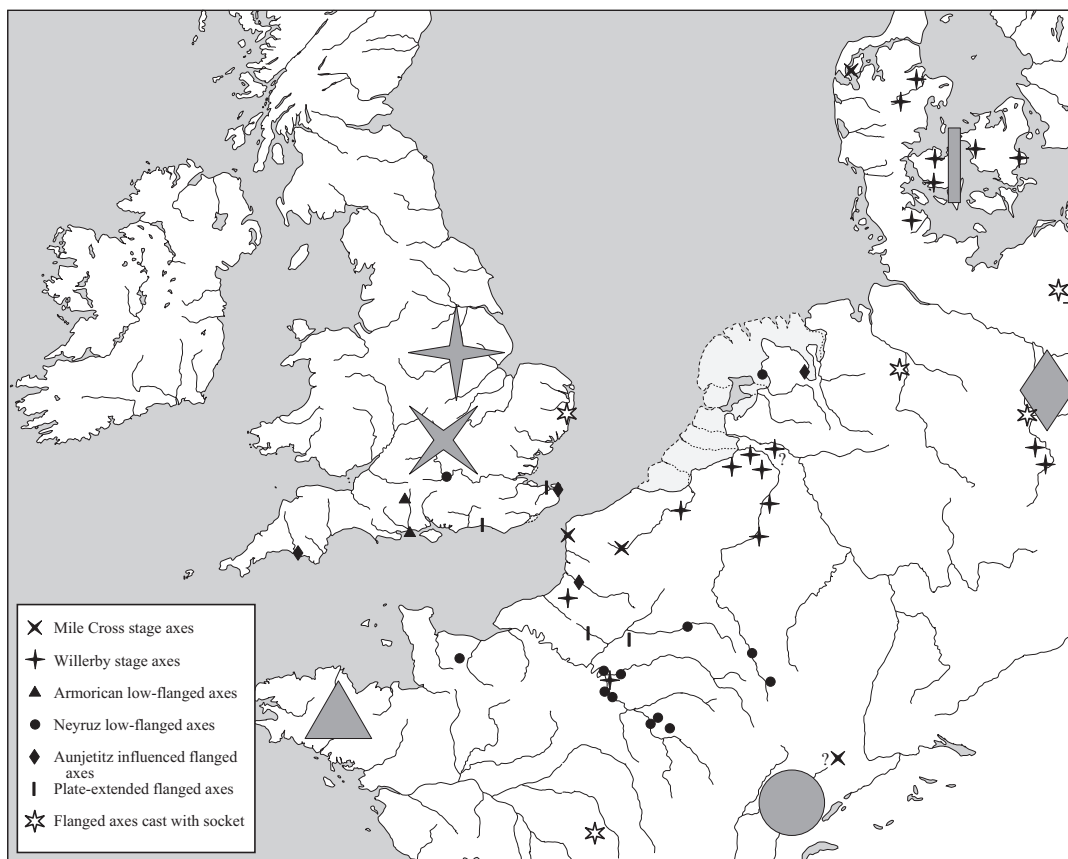 ?
?
Mile Cross stage axes
Willerby stage axes
Armorican low-flanged axes
Neyruz low-flanged axes
Aunjetitz influenced flanged
axes
Plate-extended flanged axes
Flanged axes cast with socket